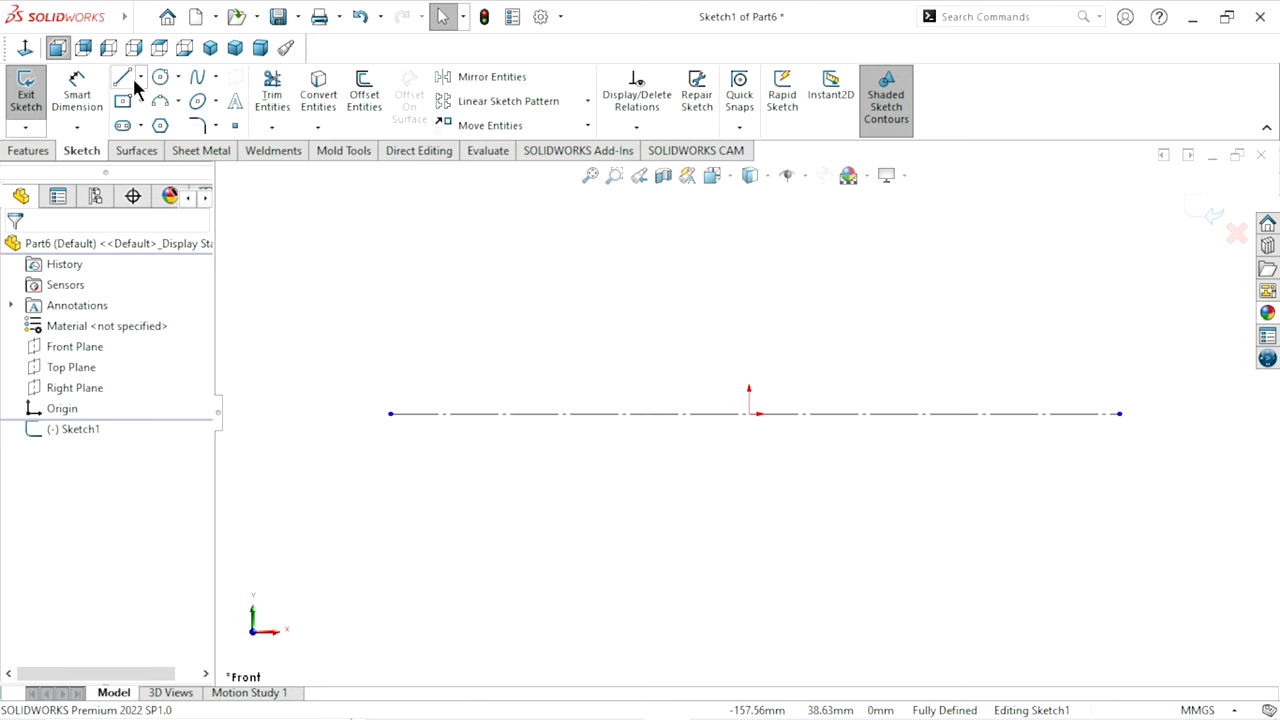 SOLIDWORKS
Sketch1 of Part6 *
Search Commands
Exit Sketch
Smart Dimension
Trim Entities
Convert Entities
Offset Entities
Offset On Surface
Mirror Entities
Linear Sketch Pattern
Move Entities
Display/Delete Relations
Repair Sketch
Quick Snaps
Rapid Sketch
Instant2D
Shaded Sketch Contours
Features
Sketch
Surfaces
Sheet Metal
Weldments
Mold Tools
Direct Editing
Evaluate
SOLIDWORKS Add-Ins
SOLIDWORKS CAM
Part6 (Default) <<Default>_Display Sta
History
Sensors
Annotations
Material <not specified>
Front Plane
Top Plane
Right Plane
Origin
(-) Sketch1
Y
X
*Front
Model
3D Views
Motion Study 1
SOLIDWORKS Premium 2022 SP1.0
-157.56mm
38.63mm
0mm
Fully Defined
Editing Sketch1
MMGS